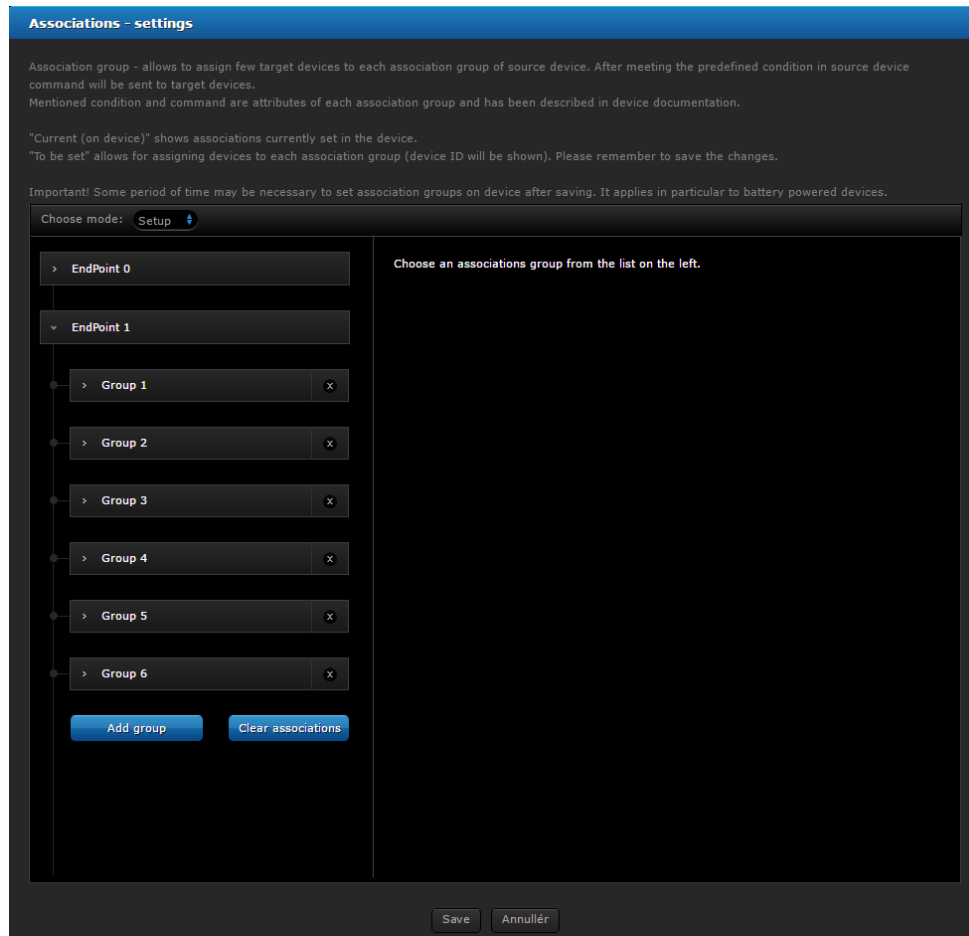 Associations - settings
Association group - allows to assign few target devices to each association group of source device. After meeting the predefined condition in source device
command will be sent to target devices.
Mentioned condition and command are attributes of each association group and has been described in device documentation.
"Current (on device)" shows associations currently set in the device.
"To be set" allows for assigning devices to each association group (device ID will be shown). Please remember to save the changes.
Important! Some period of time may be necessary to set association groups on device after saving. It applies in particular to battery powered devices.
Choose mode: Setup
EndPoint 0
Choose an associations group from the list on the left.
EndPoint 1
Group 1 x
Group 2 x
Group 3 x
Group 4 x
Group 5 x
Group 6 x
Add group Clear associations
Save Annullér